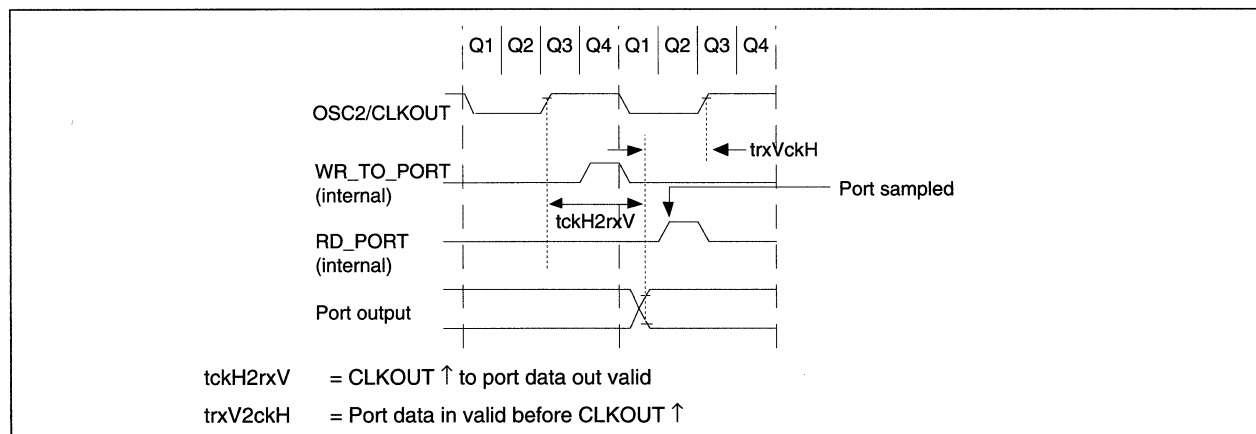 Q1 Q2 Q3 Q4 Q1 Q2 Q3 Q4
OSC2/CLKOUT
trxVckH
WR_TO_PORT
(internal)
Port sampled
tckH2rxV
RD_PORT
(internal)
Port output
tckH2rxV = CLKOUT ↑ to port data out valid
trxV2ckH = Port data in valid before CLKOUT ↑